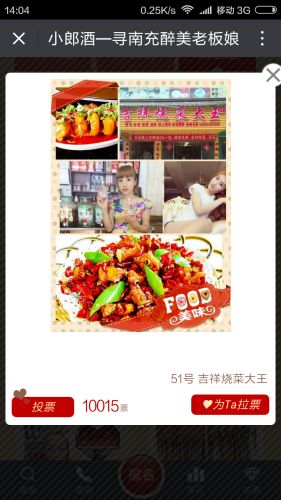 14:04
0.25K/s
移动 3G
小郎酒—寻南充醉美老板娘
吉祥烧菜大王
FOOD
美味
51号 吉祥烧菜大王
投票
10015票
为Ta拉票
报名